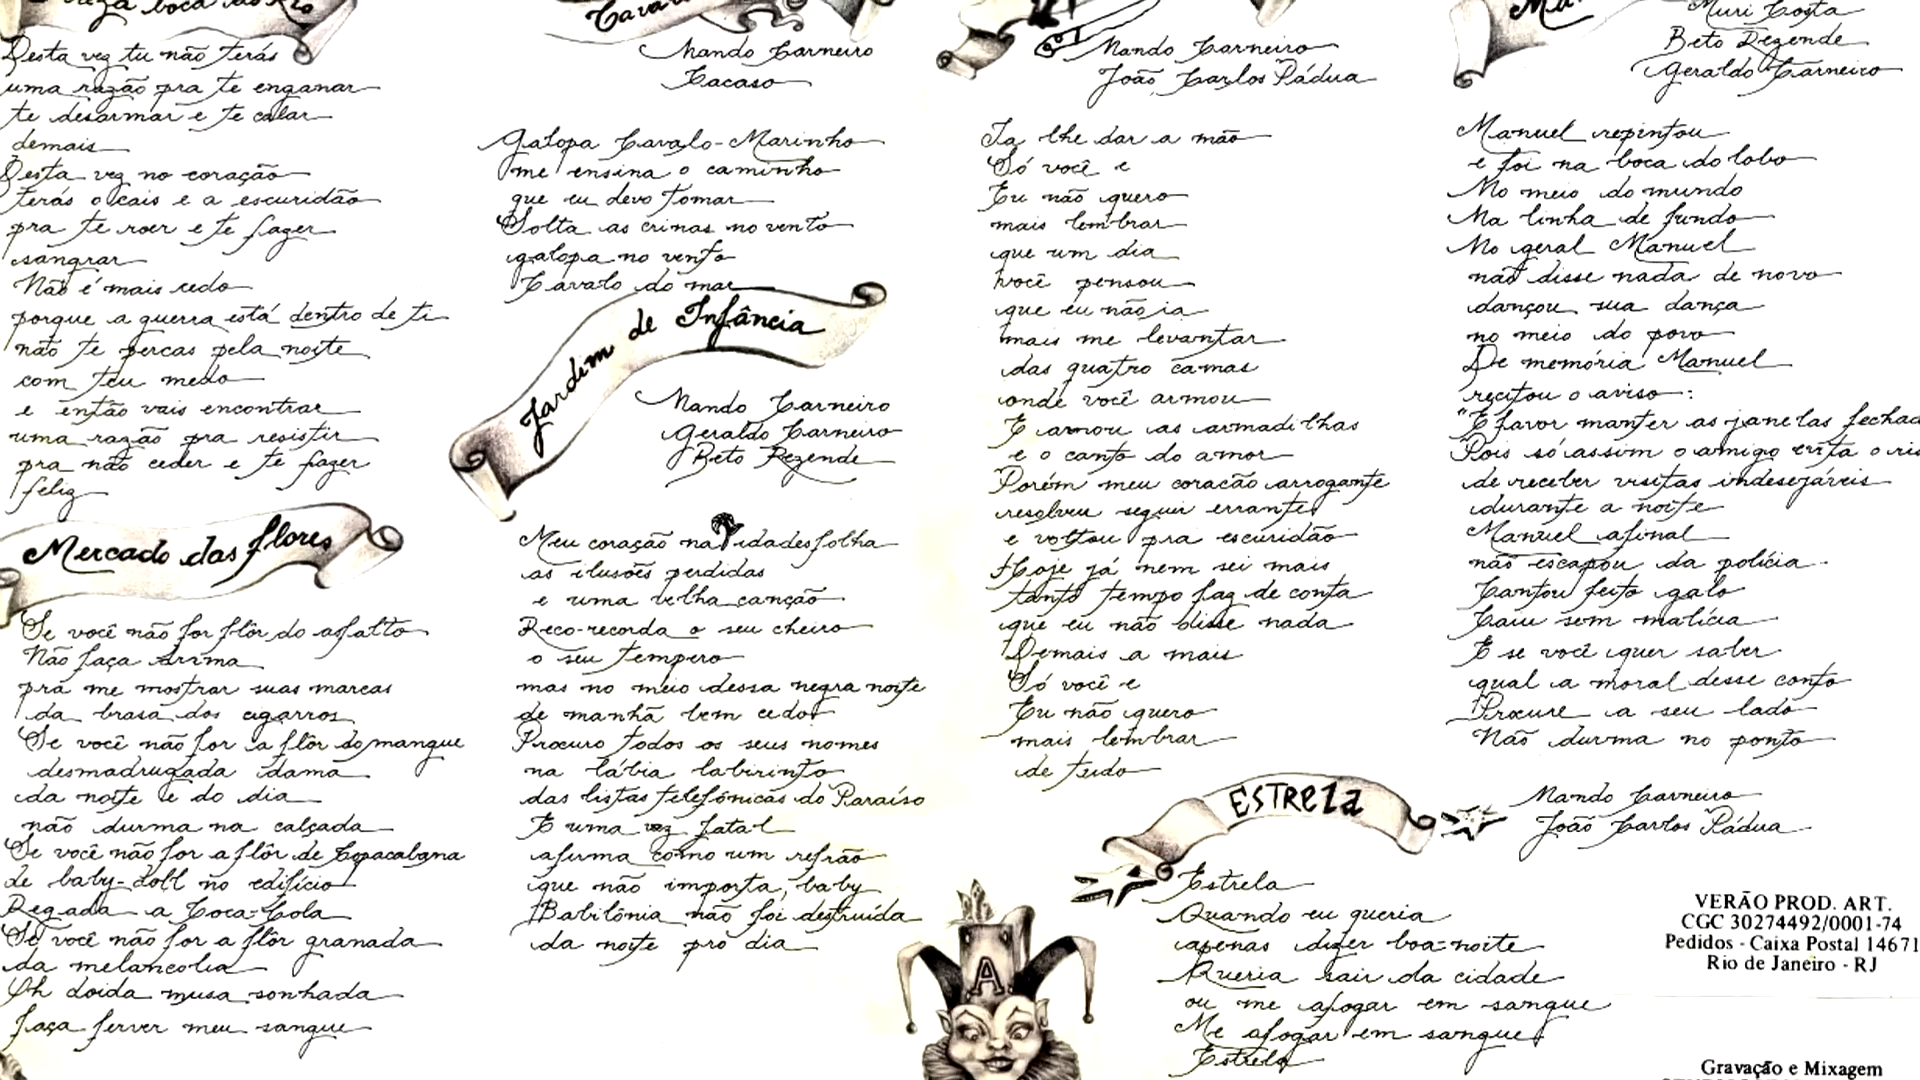 boca do Rio
Desta vez tu não terás
uma razão pra te enganar
te desarmar e te calar
demais
Desta vez no coração
terás o cais e a escuridão
pra te roer e te fazer
sangrar
Não é mais cedo
porque a guerra está dentro de ti
não te percas pela noite
com teu medo
e então vais encontrar
uma razão pra resistir
pra não ceder e te fazer
feliz
Mercado das flores
Se você não for flôr do asfalto
Não faça drama
pra me mostrar suas marcas
da brasa dos cigarros
Se você não for a flôr do mangue
desmadrugada dama
da noite e do dia
não durma na calçada
Se você não for a flôr de Copacabana
de baby-doll no edifício
Regada a Coca-Cola
Se você não for a flôr granada
da melancolia
Oh doida musa sonhada
faça ferver meu sangue
Nando Carneiro
Cacaso
Galopa Cavalo-Marinho
me ensina o caminho
que eu devo tomar
Solta as crinas no vento
galopa no vento
Cavalo do mar
Jardim de Infância
Nando Carneiro
Geraldo Carneiro
Beto Rezende
Meu coração na idadesfolha
as ilusões perdidas
e uma velha canção
Reco-recorda o seu cheiro
o seu tempero
mas no meio dessa negra noite
de manhã bem cedo
Procuro todos os seus nomes
na lábia labirinto
das listas telefônicas do Paraíso
E uma voz fatal
afirma como um refrão
que não importa, baby
Babilônia não foi destruída
da noite pro dia
Nando Carneiro
João Carlos Pádua
Ia lhe dar a mão
Só você e
Eu não quero
mais lembrar
que um dia
você pensou
que eu não ia
mais me levantar
das quatro camas
onde você armou
E armou as armadilhas
e o canto do amor
Porém meu coração arrogante
resolveu seguir errante
e voltou pra escuridão
Hoje já nem sei mais
tanto tempo faz de conta
que eu não disse nada
Demais a mais
Só você e
Eu não quero
mais lembrar
de tudo
Estrela
Nando Carneiro
João Carlos Pádua
Estrela
Quando eu queria
apenas dizer boa-noite
Queria sair da cidade
ou me afogar em sangue
Me afogar em sangue
Estrela
A
Muri Costa
Beto Rezende
Geraldo Carneiro
Manuel repintou
e foi na boca do lobo
No meio do mundo
Na linha de fundo
No geral Manuel
não disse nada de novo
dançou sua dança
no meio do povo
De memória Manuel
recitou o aviso:
"É favor manter as janelas fechad
Pois só assim o amigo evita o ris
de receber visitas indesejáveis
durante a noite
Manuel afinal
não escapou da polícia.
Cantou feito galo
Caiu sem malícia
E se você quer saber
qual a moral desse conto
Procure a seu lado
Não durma no ponto
VERÃO PROD. ART.
CGC 30274492/0001-74
Pedidos - Caixa Postal 14671
Rio de Janeiro - RJ
Gravação e Mixagem